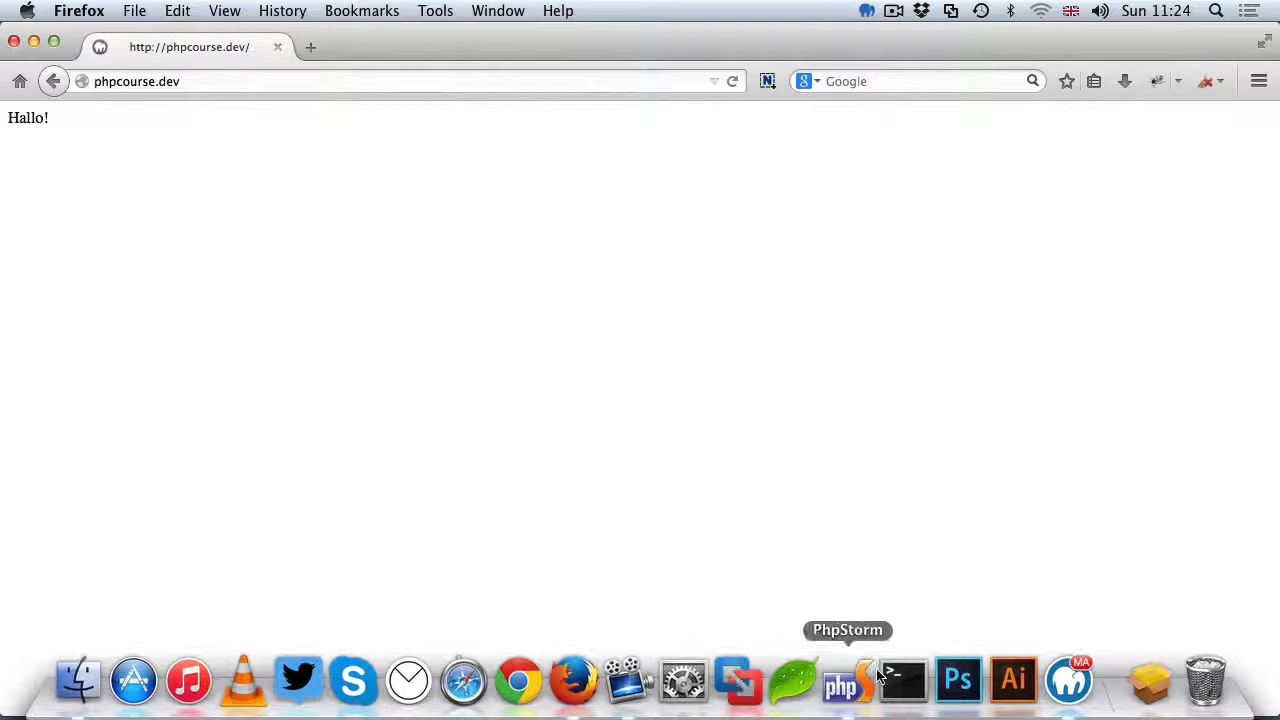 Firefox File Edit View History Bookmarks Tools Window Help Sun 11:24
http://phpcourse.dev/
phpcourse.dev Google
Hallo!
PhpStorm
php >- Ps Ai MA